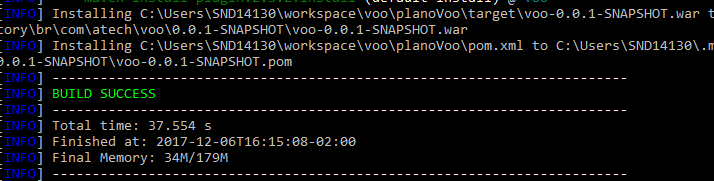 [INFO] Installing C:\Users\SND14130\workspace\voo\planoVoo\target\voo-0.0.1-SNAPSHOT.war t
tory\br\com\atech\voo\0.0.1-SNAPSHOT\voo-0.0.1-SNAPSHOT.war
[INFO] Installing C:\Users\SND14130\workspace\voo\planoVoo\pom.xml to C:\Users\SND14130\.m
0.0.1-SNAPSHOT\voo-0.0.1-SNAPSHOT.pom
[INFO] ------------------------------------------------------------------------
[INFO] BUILD SUCCESS
[INFO] ------------------------------------------------------------------------
[INFO] Total time: 37.554 s
[INFO] Finished at: 2017-12-06T16:15:08-02:00
[INFO] Final Memory: 34M/179M
[INFO] ------------------------------------------------------------------------